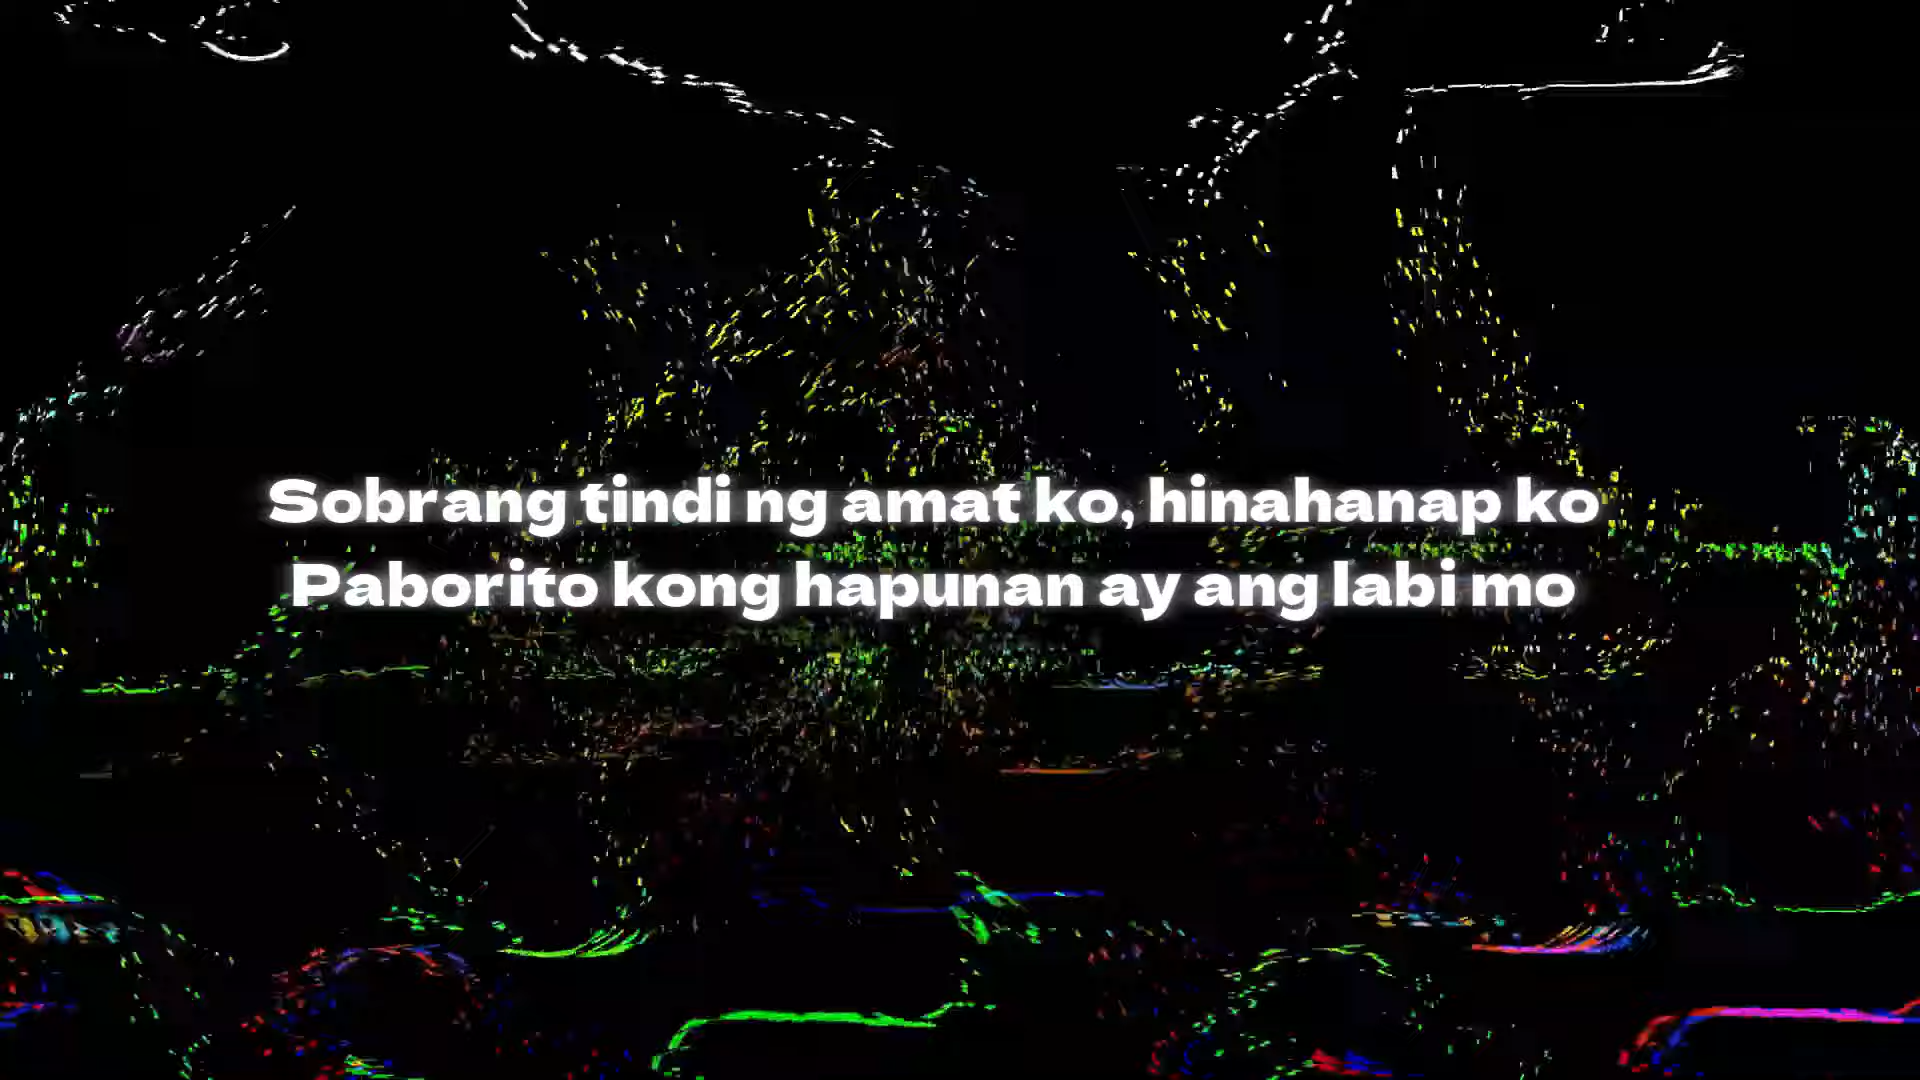 Sobrang tindi ng amat ko, hinahanap ko
Paborito kong hapunan ay ang labi mo